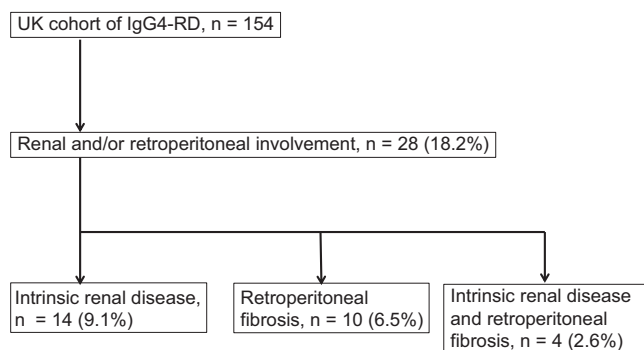 UK cohort of IgG4-RD, n = 154
Renal and/or retroperitoneal involvement, n = 28 (18.2%)
Intrinsic renal disease,
n = 14 (9.1%)
Retroperitoneal
fibrosis, n = 10 (6.5%)
Intrinsic renal disease
and retroperitoneal
fibrosis, n = 4 (2.6%)